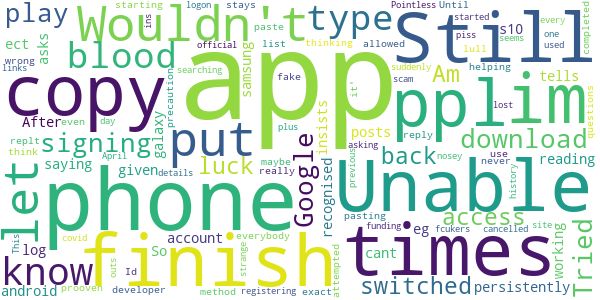 play starting logon stays Wouldn't paste type official list thinking Still allowed s10 Pointless Until started piss lull every one used completed
ect wrong links asks blood searching precaution samsung fake scam Am seems suddenly helping tells
copy app pplim
After even day put it' posts reply asking never lost questions
let signing galaxy luck plus maybe really Google insists recognised back previous nosey use history download
think replt April saying given details pasting reading
phone Unable Tried
know This covid prooven outs finish account eg access funding cancelled site working
log So strange everybody cant times fcukers
android Id method exact attempted switched persistently
developer registering